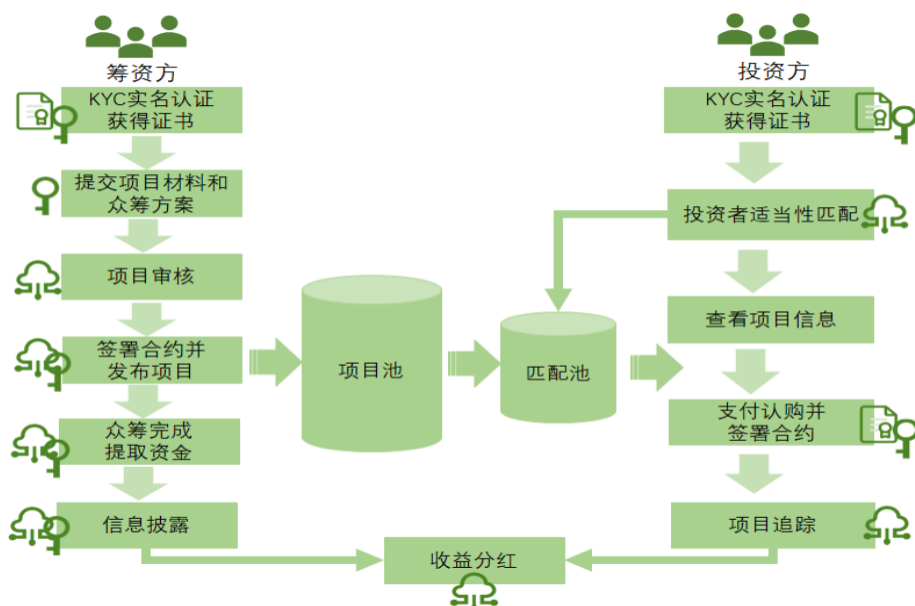 筹资方
KYC实名认证
获得证书
提交项目材料和
众筹方案
项目审核
签署合约并
发布项目
众筹完成
提取资金
信息披露
项目池
匹配池
投资方
KYC实名认证
获得证书
投资者适当性匹配
查看项目信息
支付认购并
签署合约
项目追踪
收益分红